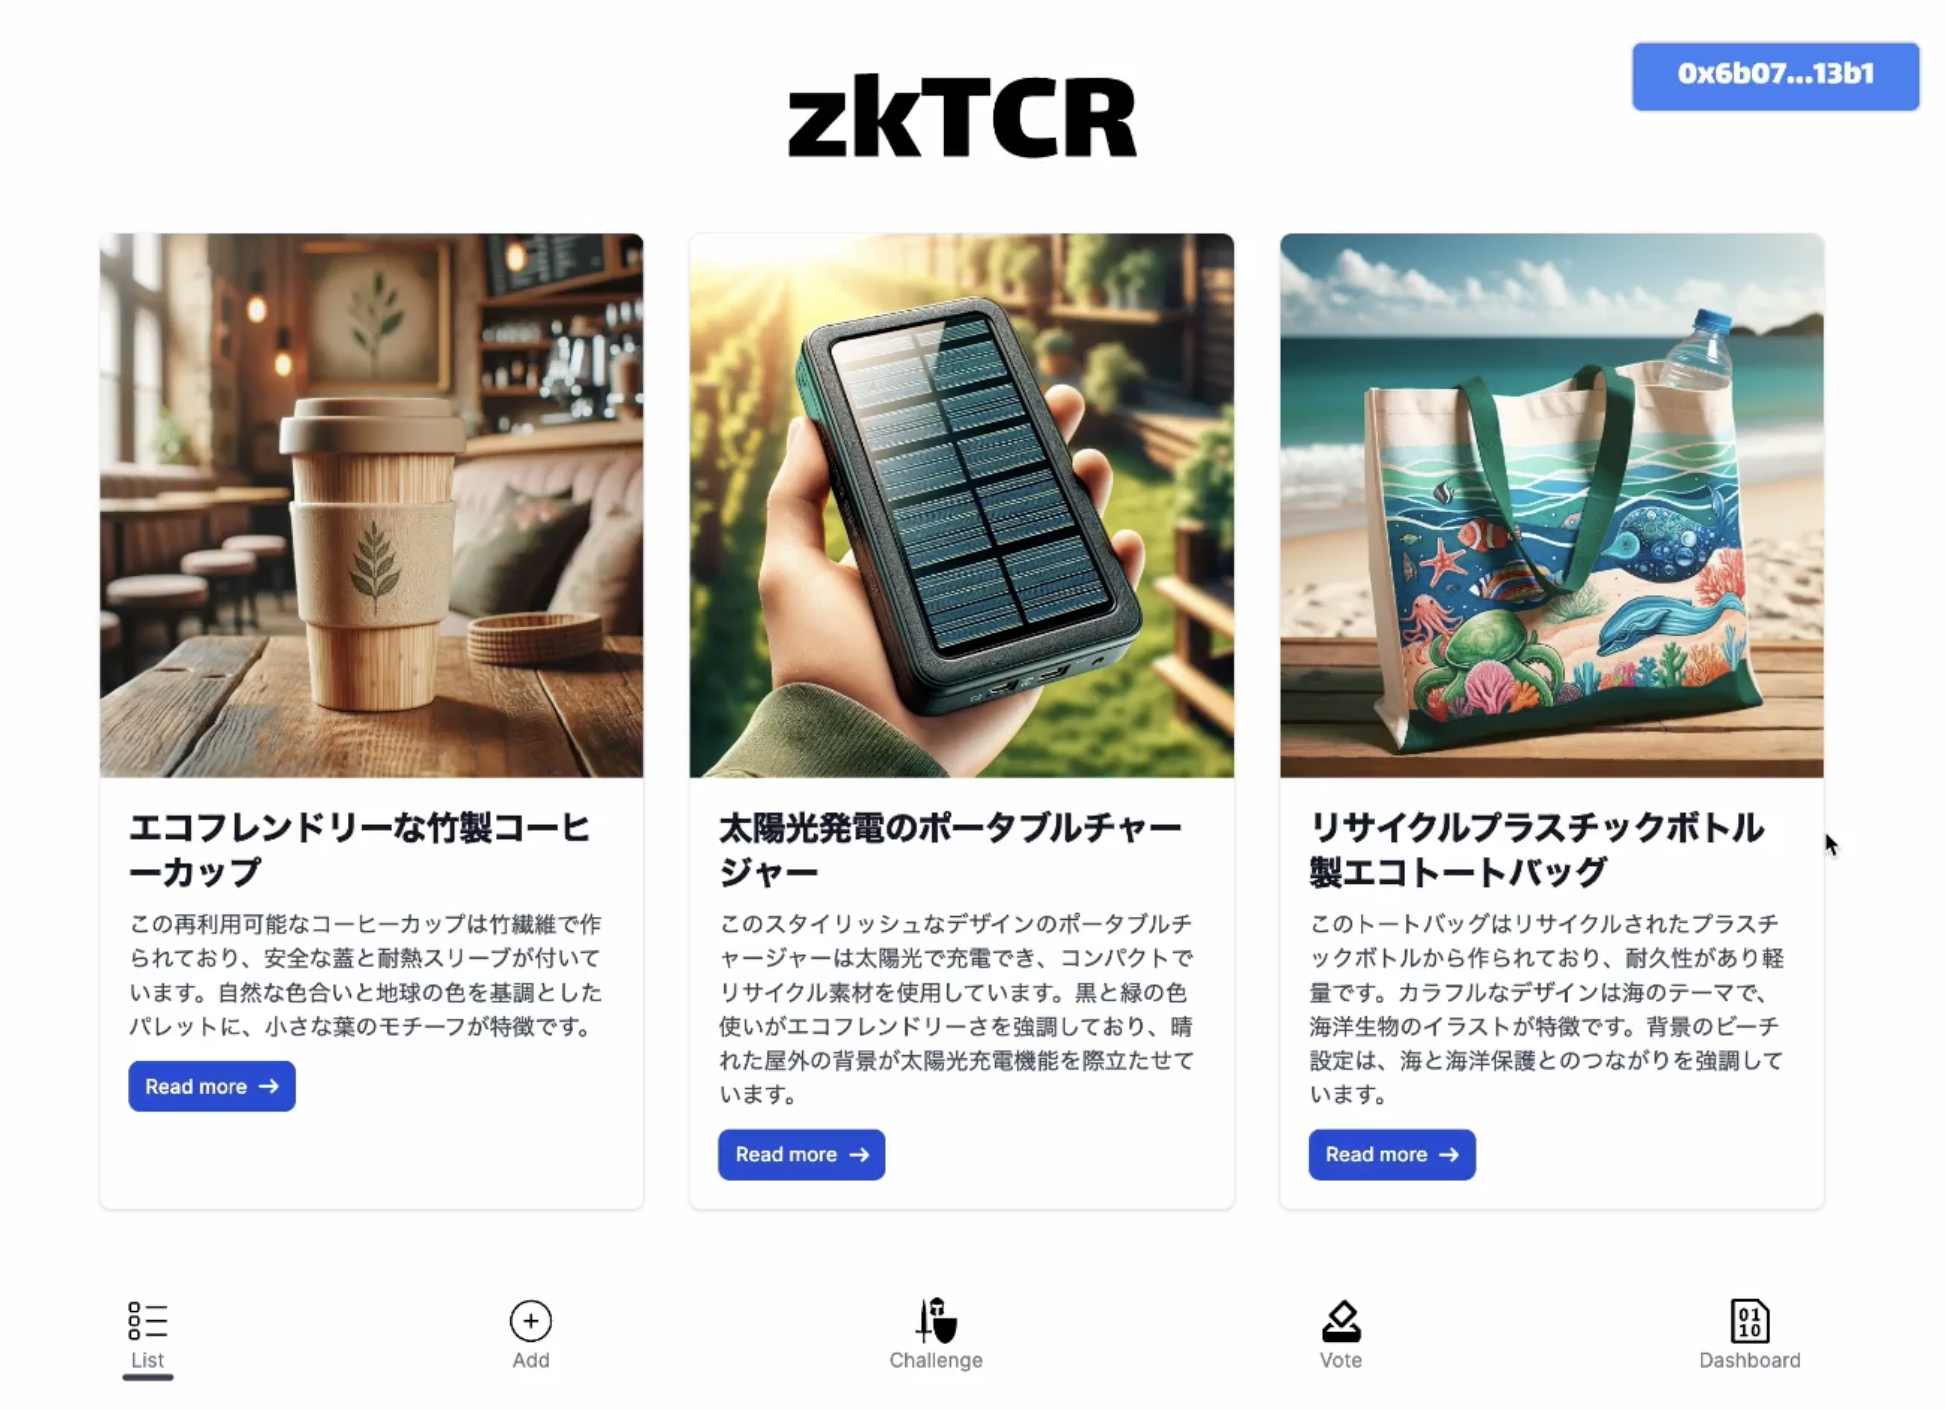 0x6b07...13b1
zkTCR
エコフレンドリーな竹製コーヒ
ーカップ
この再利用可能なコーヒーカップは竹繊維で作
られており、安全な蓋と耐熱スリーブが付いて
います。自然な色合いと地球の色を基調とした
パレットに、小さな葉のモチーフが特徴です。
Read more →
太陽光発電のポータブルチャー
ジャー
このスタイリッシュなデザインのポータブルチ
ャージャーは太陽光で充電でき、コンパクトで
リサイクル素材を使用しています。黒と緑の色
使いがエコフレンドリーさを強調しており、晴
れた屋外の背景が太陽光充電機能を際立たせて
います。
Read more →
リサイクルプラスチックボトル
製エコトートバッグ
このトートバッグはリサイクルされたプラスチ
ックボトルから作られており、耐久性があり軽
量です。カラフルなデザインは海のテーマで、
海洋生物のイラストが特徴です。背景のビーチ
設定は、海と海洋保護とのつながりを強調して
います。
Read more →
List
Add
Challenge
Vote
01
10
Dashboard